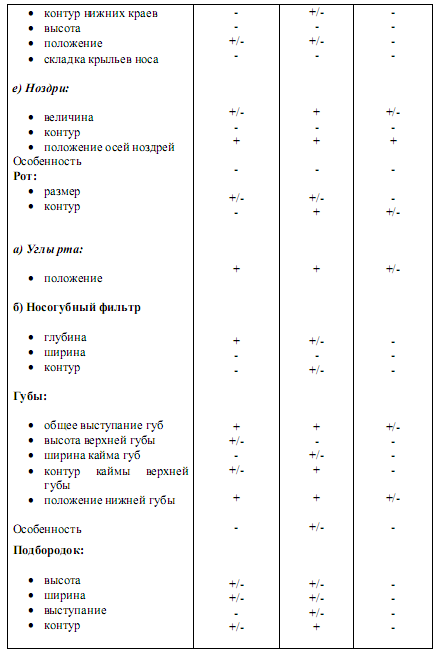 • контур нижних краев - +/- -
• высота - - -
• положение +/- +/- -
• складка крыльев носа - - -
е) Ноздри:
• величина +/- + +/-
• контур - - -
• положение осей ноздрей + + +
Особенность - - -
Рот:
• размер +/- +/- -
• контур - + +/-
а) Углы рта:
• положение + + +/-
б) Носогубный фильтр
• глубина + +/- -
• ширина - - -
• контур - +/- -
Губы:
• общее выступание губ + + +/-
• высота верхней губы +/- - -
• ширина кайма губ - +/- -
• контур каймы верхней +/- + -
губы
• положение нижней губы + + +/-
Особенность - +/- -
Подбородок:
• высота +/- +/- -
• ширина +/- +/- -
• выступание - +/- -
• контур +/- + -